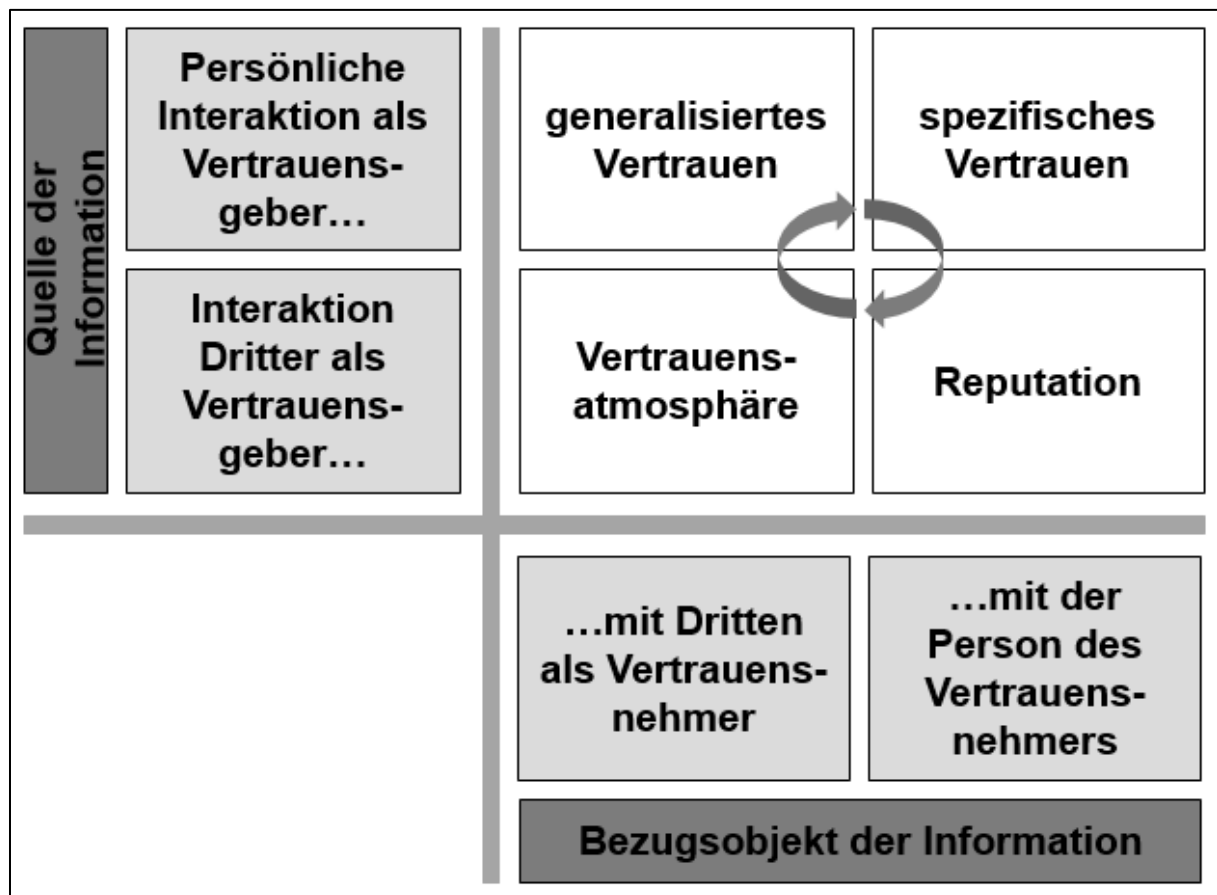 Quelle der
Information
Persönliche
Interaktion als
Vertrauens-
geber…
generalisiertes
Vertrauen
spezifisches
Vertrauen
Interaktion
Dritter als
Vertrauens-
geber…
Vertrauens-
atmosphäre
Reputation
…mit Dritten
als Vertrauens-
nehmer
…mit der
Person des
Vertrauens-
nehmers
Bezugsobjekt der Information